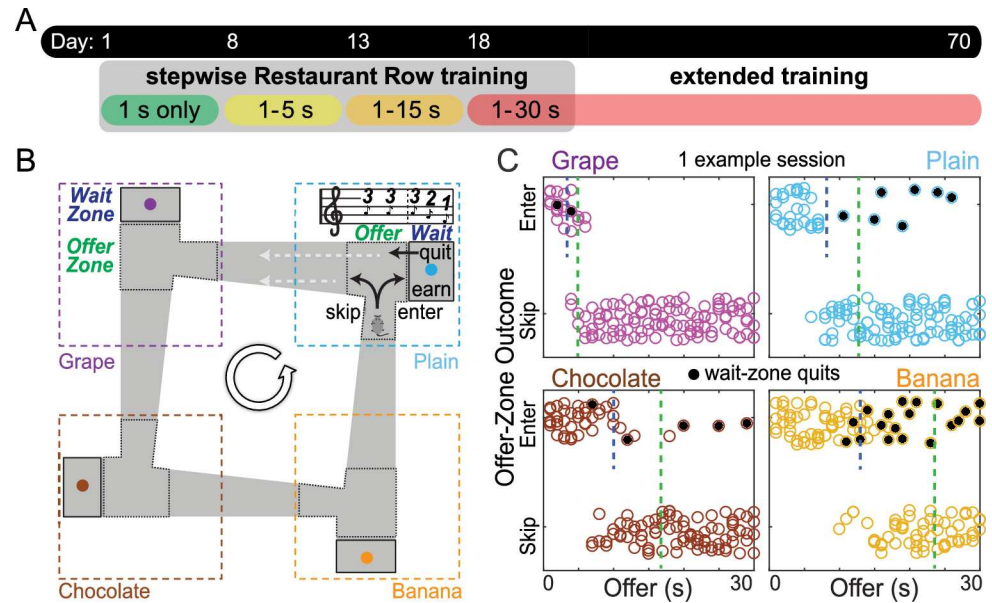 A
Day: 1 8 13 18 70
stepwise Restaurant Row training extended training
1 s only 1-5 s 1-15 s 1-30 s
B
Wait
Zone
Offer
Zone
3 3 3 2 1
Offer Wait
quit
earn
skip enter
Grape
Plain
Chocolate
Banana
C
Grape 1 example session Plain
Enter
Skip
Offer-Zone Outcome
Chocolate ● wait-zone quits Banana
Enter
Skip
0 30 0 30
Offer (s) Offer (s)